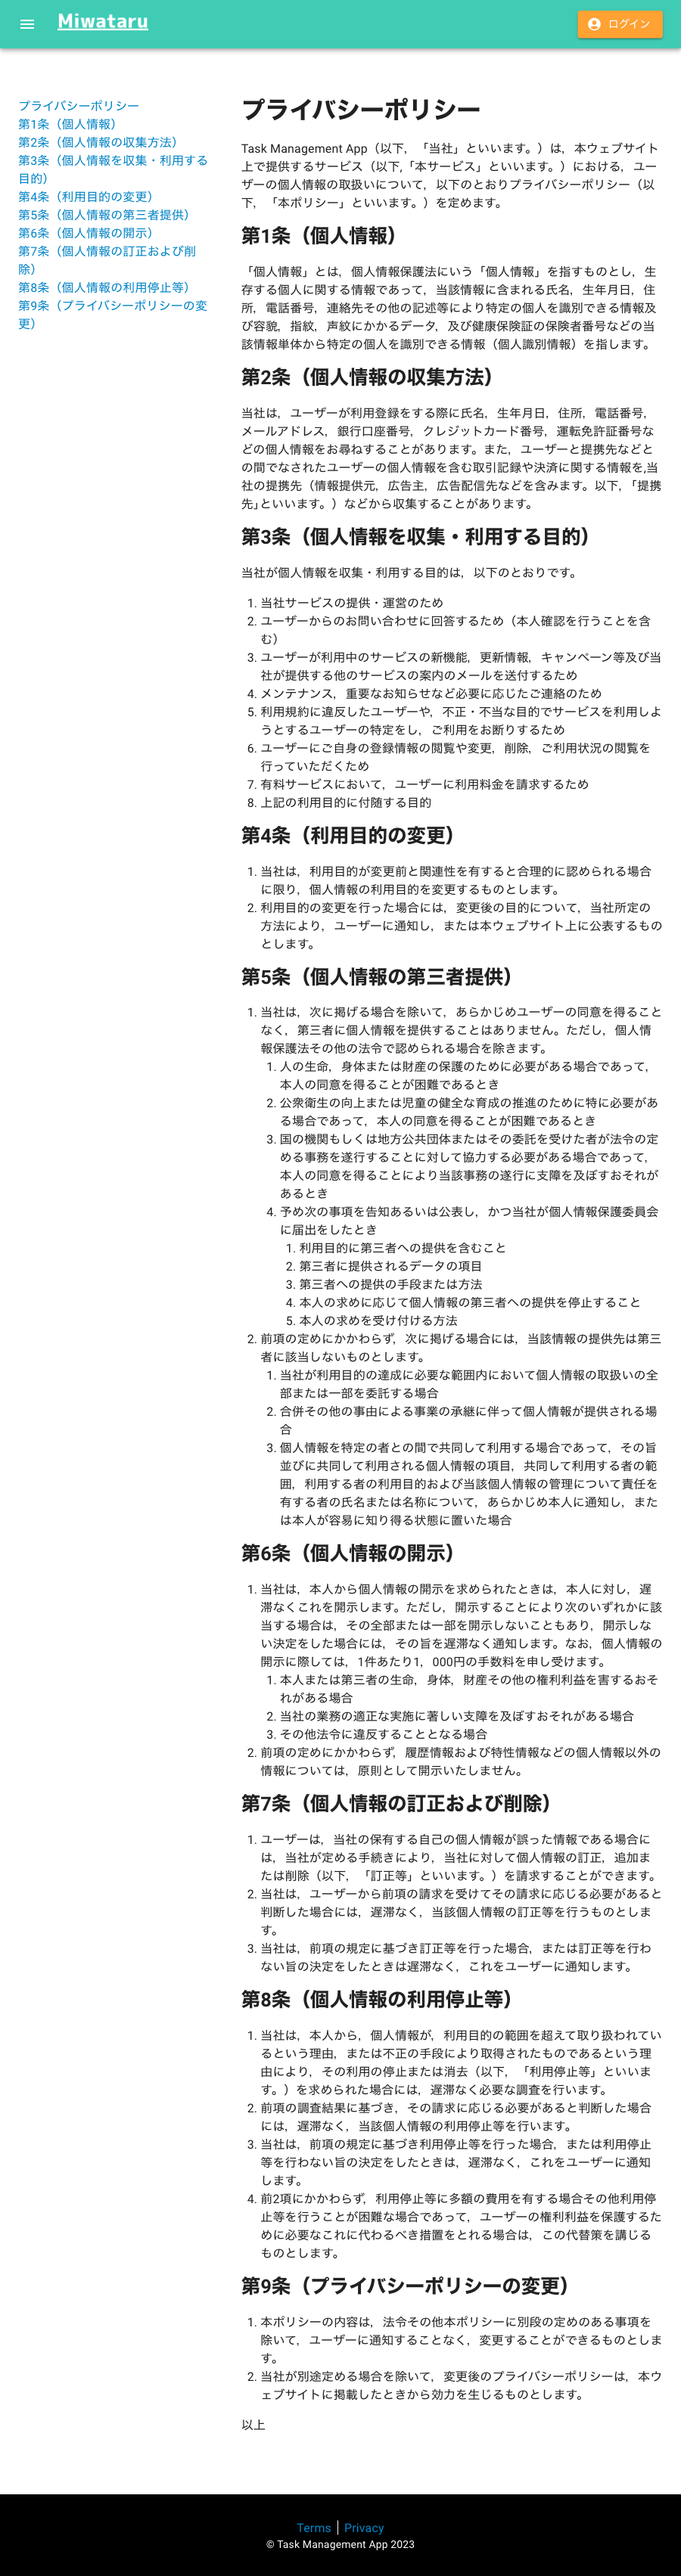 Miwataru
ログイン
プライバシーポリシー
第1条（個人情報）
第2条（個人情報の収集方法）
第3条（個人情報を収集・利用する
目的）
第4条（利用目的の変更）
第5条（個人情報の第三者提供）
第6条（個人情報の開示）
第7条（個人情報の訂正および削
除）
第8条（個人情報の利用停止等）
第9条（プライバシーポリシーの変
更）
プライバシーポリシー
Task Management App（以下，「当社」といいます。）は，本ウェブサイト
上で提供するサービス（以下,「本サービス」といいます。）における，ユー
ザーの個人情報の取扱いについて，以下のとおりプライバシーポリシー（以
下，「本ポリシー」といいます。）を定めます。
第1条（個人情報）
「個人情報」とは，個人情報保護法にいう「個人情報」を指すものとし，生
存する個人に関する情報であって，当該情報に含まれる氏名，生年月日，住
所，電話番号，連絡先その他の記述等により特定の個人を識別できる情報及
び容貌，指紋，声紋にかかるデータ，及び健康保険証の保険者番号などの当
該情報単体から特定の個人を識別できる情報（個人識別情報）を指します。
第2条（個人情報の収集方法）
当社は，ユーザーが利用登録をする際に氏名，生年月日，住所，電話番号，
メールアドレス，銀行口座番号，クレジットカード番号，運転免許証番号な
どの個人情報をお尋ねすることがあります。また，ユーザーと提携先などと
の間でなされたユーザーの個人情報を含む取引記録や決済に関する情報を,当
社の提携先（情報提供元，広告主，広告配信先などを含みます。以下，｢提携
先｣といいます。）などから収集することがあります。
第3条（個人情報を収集・利用する目的）
当社が個人情報を収集・利用する目的は，以下のとおりです。
1. 当社サービスの提供・運営のため
2. ユーザーからのお問い合わせに回答するため（本人確認を行うことを含
む）
3. ユーザーが利用中のサービスの新機能，更新情報，キャンペーン等及び当
社が提供する他のサービスの案内のメールを送付するため
4. メンテナンス，重要なお知らせなど必要に応じたご連絡のため
5. 利用規約に違反したユーザーや，不正・不当な目的でサービスを利用しよ
うとするユーザーの特定をし，ご利用をお断りするため
6. ユーザーにご自身の登録情報の閲覧や変更，削除，ご利用状況の閲覧を
行っていただくため
7. 有料サービスにおいて，ユーザーに利用料金を請求するため
8. 上記の利用目的に付随する目的
第4条（利用目的の変更）
1. 当社は，利用目的が変更前と関連性を有すると合理的に認められる場合
に限り，個人情報の利用目的を変更するものとします。
2. 利用目的の変更を行った場合には，変更後の目的について，当社所定の
方法により，ユーザーに通知し，または本ウェブサイト上に公表するもの
とします。
第5条（個人情報の第三者提供）
1. 当社は，次に掲げる場合を除いて，あらかじめユーザーの同意を得ること
なく，第三者に個人情報を提供することはありません。ただし，個人情
報保護法その他の法令で認められる場合を除きます。
1. 人の生命，身体または財産の保護のために必要がある場合であって，
本人の同意を得ることが困難であるとき
2. 公衆衛生の向上または児童の健全な育成の推進のために特に必要があ
る場合であって，本人の同意を得ることが困難であるとき
3. 国の機関もしくは地方公共団体またはその委託を受けた者が法令の定
める事務を遂行することに対して協力する必要がある場合であって，
本人の同意を得ることにより当該事務の遂行に支障を及ぼすおそれが
あるとき
4. 予め次の事項を告知あるいは公表し，かつ当社が個人情報保護委員会
に届出をしたとき
1. 利用目的に第三者への提供を含むこと
2. 第三者に提供されるデータの項目
3. 第三者への提供の手段または方法
4. 本人の求めに応じて個人情報の第三者への提供を停止すること
5. 本人の求めを受け付ける方法
2. 前項の定めにかかわらず，次に掲げる場合には，当該情報の提供先は第三
者に該当しないものとします。
1. 当社が利用目的の達成に必要な範囲内において個人情報の取扱いの全
部または一部を委託する場合
2. 合併その他の事由による事業の承継に伴って個人情報が提供される場
合
3. 個人情報を特定の者との間で共同して利用する場合であって，その旨
並びに共同して利用される個人情報の項目，共同して利用する者の範
囲，利用する者の利用目的および当該個人情報の管理について責任を
有する者の氏名または名称について，あらかじめ本人に通知し，また
は本人が容易に知り得る状態に置いた場合
第6条（個人情報の開示）
1. 当社は，本人から個人情報の開示を求められたときは，本人に対し，遅
滞なくこれを開示します。ただし，開示することにより次のいずれかに該
当する場合は，その全部または一部を開示しないこともあり，開示しな
い決定をした場合には，その旨を遅滞なく通知します。なお，個人情報の
開示に際しては，1件あたり1，000円の手数料を申し受けます。
1. 本人または第三者の生命，身体，財産その他の権利利益を害するおそ
れがある場合
2. 当社の業務の適正な実施に著しい支障を及ぼすおそれがある場合
3. その他法令に違反することとなる場合
2. 前項の定めにかかわらず，履歴情報および特性情報などの個人情報以外の
情報については，原則として開示いたしません。
第7条（個人情報の訂正および削除）
1. ユーザーは，当社の保有する自己の個人情報が誤った情報である場合に
は，当社が定める手続きにより，当社に対して個人情報の訂正，追加ま
たは削除（以下，「訂正等」といいます。）を請求することができます。
2. 当社は，ユーザーから前項の請求を受けてその請求に応じる必要があると
判断した場合には，遅滞なく，当該個人情報の訂正等を行うものとしま
す。
3. 当社は，前項の規定に基づき訂正等を行った場合，または訂正等を行わ
ない旨の決定をしたときは遅滞なく，これをユーザーに通知します。
第8条（個人情報の利用停止等）
1. 当社は，本人から，個人情報が，利用目的の範囲を超えて取り扱われてい
るという理由，または不正の手段により取得されたものであるという理
由により，その利用の停止または消去（以下，「利用停止等」といいま
す。）を求められた場合には，遅滞なく必要な調査を行います。
2. 前項の調査結果に基づき，その請求に応じる必要があると判断した場合
には，遅滞なく，当該個人情報の利用停止等を行います。
3. 当社は，前項の規定に基づき利用停止等を行った場合，または利用停止
等を行わない旨の決定をしたときは，遅滞なく，これをユーザーに通知
します。
4. 前2項にかかわらず，利用停止等に多額の費用を有する場合その他利用停
止等を行うことが困難な場合であって，ユーザーの権利利益を保護するた
めに必要なこれに代わるべき措置をとれる場合は，この代替策を講じる
ものとします。
第9条（プライバシーポリシーの変更）
1. 本ポリシーの内容は，法令その他本ポリシーに別段の定めのある事項を
除いて，ユーザーに通知することなく，変更することができるものとしま
す。
2. 当社が別途定める場合を除いて，変更後のプライバシーポリシーは，本ウ
ェブサイトに掲載したときから効力を生じるものとします。
以上
Terms | Privacy
© Task Management App 2023